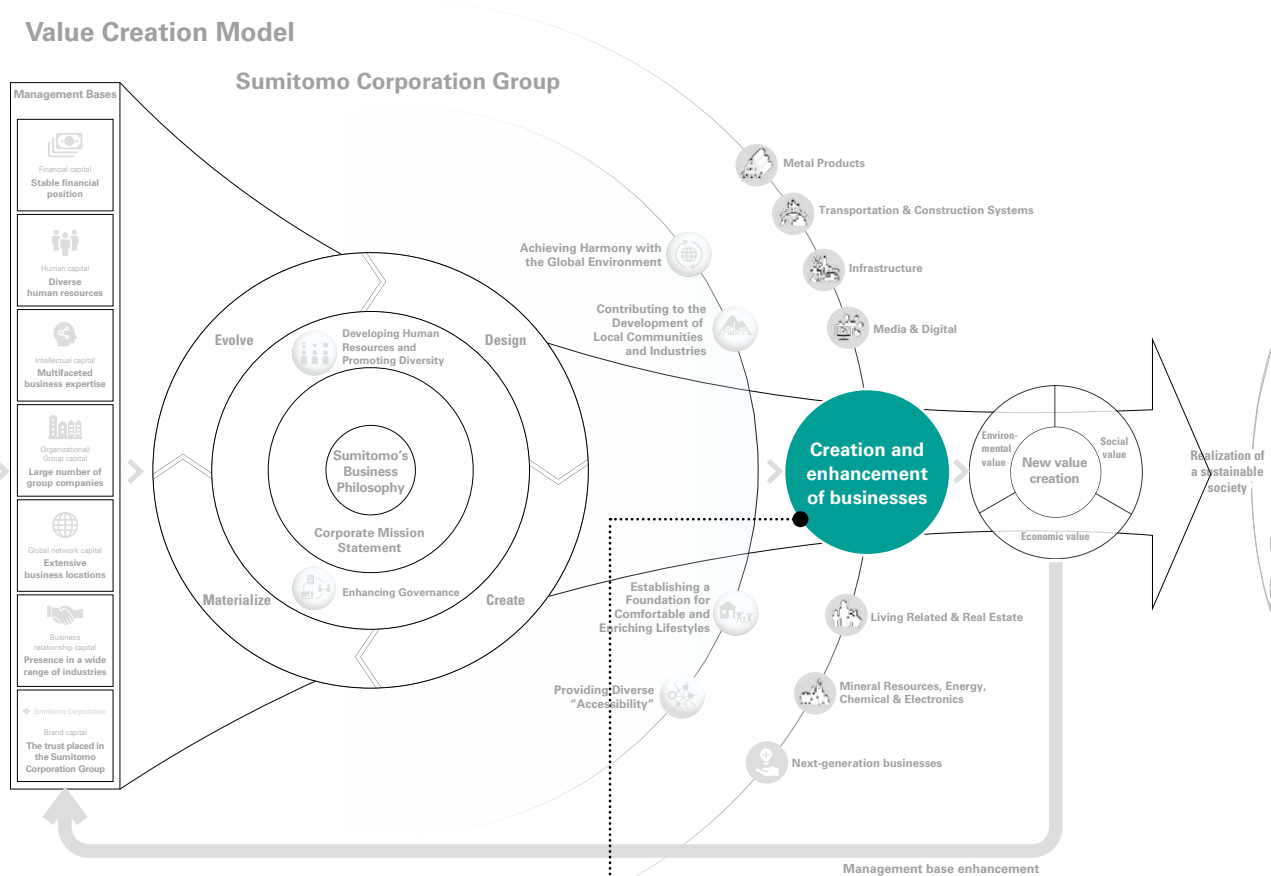 Value Creation Model
Sumitomo Corporation Group
Management Bases
Financial capital
Stable financial
position
Human capital
Diverse
human resources
Intellectual capital
Multifaceted
business expertise
Organizational/
Group capital
Large number of
group companies
Global network capital
Extensive
business locations
Business
relationship capital
Presence in a wide
range of industries
Sumitomo Corporation
Brand capital
The trust placed in
the Sumitomo
Corporation Group
Evolve
Design
Materialize
Create
Developing Human
Resources and
Promoting Diversity
Sumitomo's
Business
Philosophy
Corporate Mission
Statement
Enhancing Governance
Achieving Harmony with
the Global Environment
Contributing to the
Development of
Local Communities
and Industries
Establishing a
Foundation for
Comfortable and
Enriching Lifestyles
Providing Diverse
"Accessibility"
Metal Products
Transportation & Construction Systems
Infrastructure
Media & Digital
Creation and
enhancement
of businesses
Living Related & Real Estate
Mineral Resources, Energy,
Chemical & Electronics
Next-generation businesses
Environ-
mental
value
Social
value
New value
creation
Economic value
Realization of
a sustainable
society
Management base enhancement